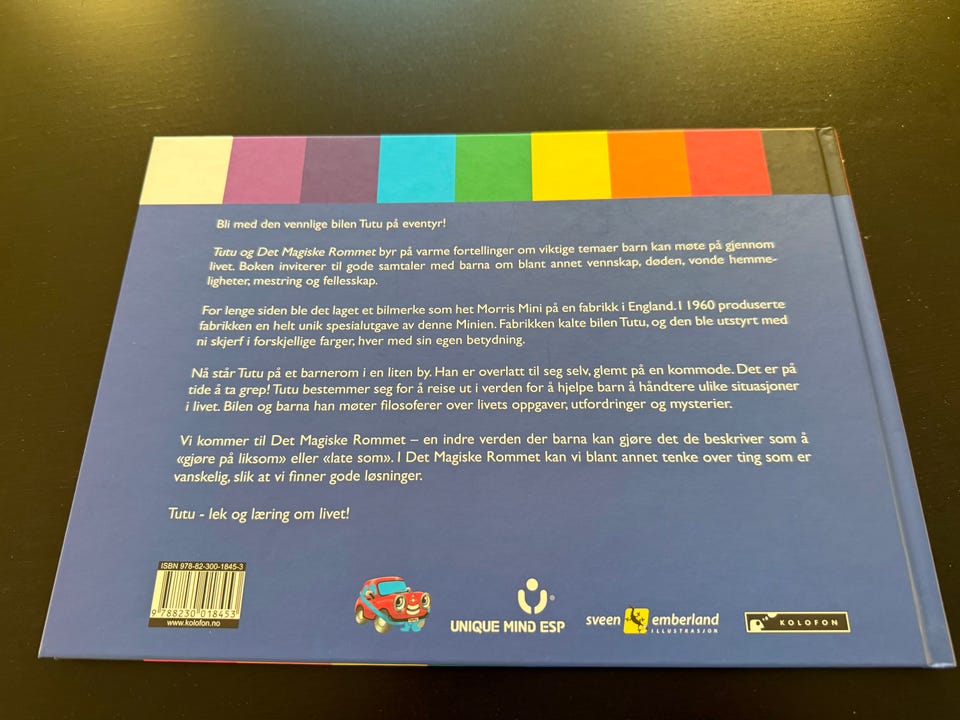 Bli med den vennlige bilen Tutu på eventyr!
Tutu og Det Magiske Rommet byr på varme fortellinger om viktige temaer barn kan møte på gjennom
livet. Boken inviterer til gode samtaler med barna om blant annet vennskap, døden, vonde hemme-
ligheter, mestring og fellesskap.
For lenge siden ble det laget et bilmerke som het Morris Mini på en fabrikk i England. I 1960 produserte
fabrikken en helt unik spesialutgave av denne Minien. Fabrikken kalte bilen Tutu, og den ble utstyrt med
ni skjerf i forskjellige farger, hver med sin egen betydning.
Nå står Tutu på et barnerom i en liten by. Han er overlatt til seg selv, glemt på en kommode. Det er på
tide å ta grep! Tutu bestemmer seg for å reise ut i verden for å hjelpe barn å håndtere ulike situasjoner
i livet. Bilen og barna han møter filosoferer over livets oppgaver, utfordringer og mysterier.
Vi kommer til Det Magiske Rommet – en indre verden der barna kan gjøre det de beskriver som å
«gjøre på liksom» eller «late som». I Det Magiske Rommet kan vi blant annet tenke over ting som er
vanskelig, slik at vi finner gode løsninger.
Tutu - lek og læring om livet!
ISBN 978-82-300-1845-3
9 788230 018453
www.kolofon.no
UNIQUE MIND ESP
®
sveen emberland
ILLUSTRASJON
KOLOFON